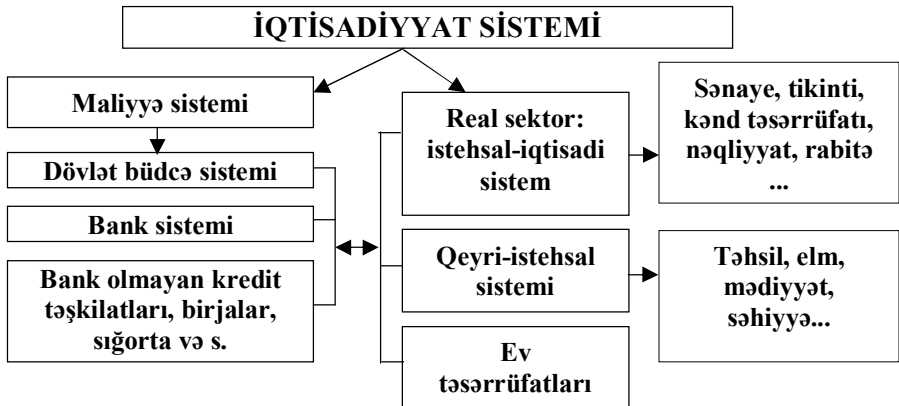 İQTİSADİYYAT SİSTEMİ
Maliyyə sistemi
Dövlət büdcə sistemi
Bank sistemi
Bank olmayan kredit
təşkilatları, birjalar,
sığorta və s.
Real sektor:
istehsal-iqtisadi
sistem
Qeyri-istehsal
sistemi
Ev
təsərrüfatları
Sənaye, tikinti,
kənd təsərrüfatı,
nəqliyyat, rabitə
...
Təhsil, elm,
mədiyyət,
səhiyyə...